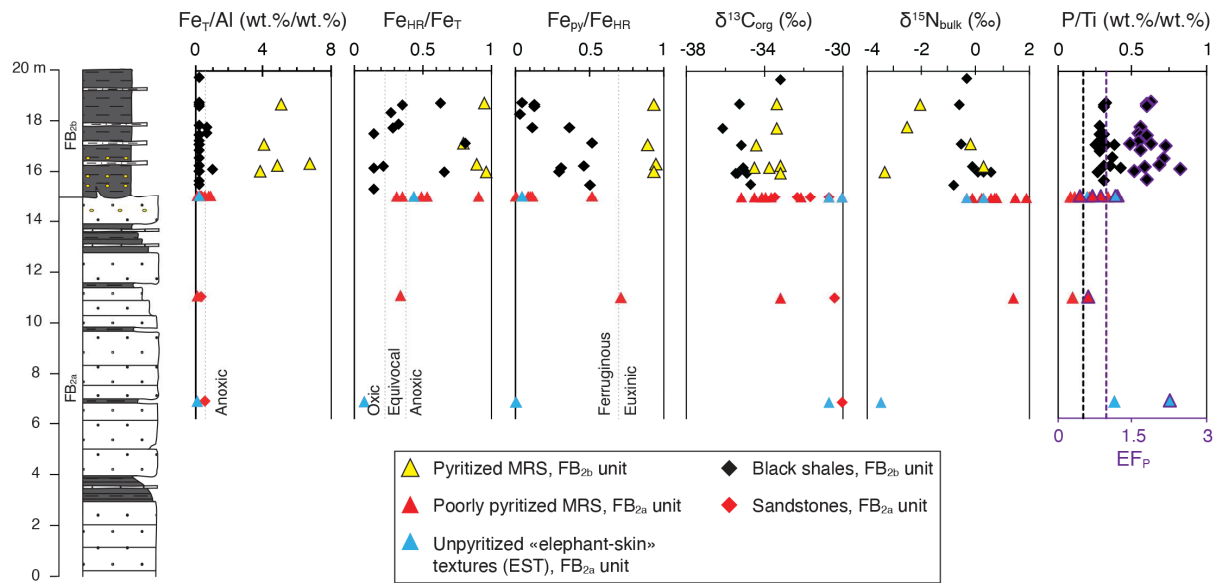 Fe_T/Al (wt.%/wt.%) Fe_HR/Fe_T Fe_py/Fe_HR δ¹³C_org (‰) δ¹⁵N_bulk (‰) P/Ti (wt.%/wt.%)
0 4 8 0 0.5 1 0 0.5 1 -38 -34 -30 -4 -2 0 2 0 0.5 1
20 m
18
16
14
12
10
8
6
4
2
0
FB₂b
FB₂a
Anoxic
Oxic
Equivocal
Anoxic
Ferruginous
Euxinic
0 1.5 3
EF_P
Pyritized MRS, FB₂b unit
Poorly pyritized MRS, FB₂a unit
Unpyritized «elephant-skin»
textures (EST), FB₂a unit
Black shales, FB₂b unit
Sandstones, FB₂a unit